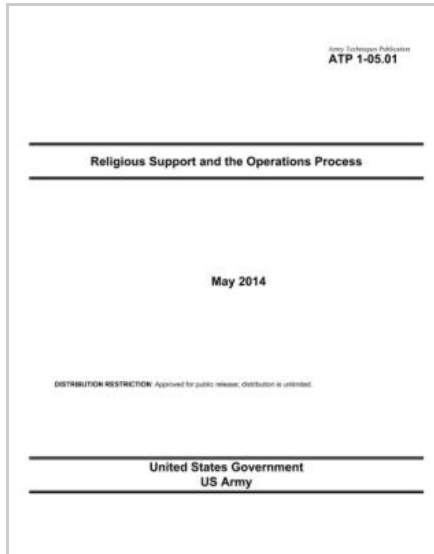 Army Techniques Publication
ATP 1-05.01
Religious Support and the Operations Process
May 2014
DISTRIBUTION RESTRICTION: Approved for public release; distribution is unlimited.
United States Government
US Army